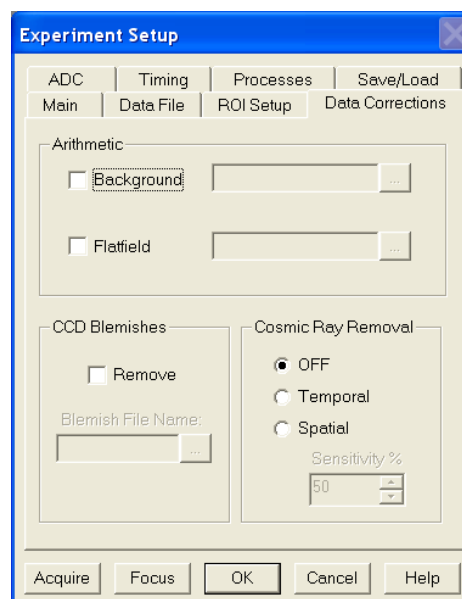 Experiment Setup
ADC Timing Processes Save/Load
Main Data File ROI Setup Data Corrections
Arithmetic
Background ...
Flatfield ...
CCD Blemishes
Remove
Blemish File Name:
...
Cosmic Ray Removal
OFF
Temporal
Spatial
Sensitivity %
50
Acquire Focus OK Cancel Help